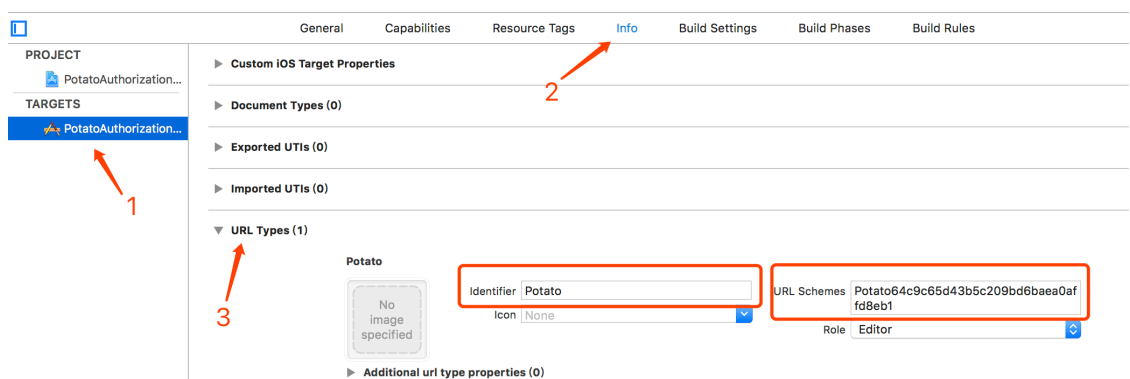 General Capabilities Resource Tags Info Build Settings Build Phases Build Rules
PROJECT
PotatoAuthorization...
TARGETS
PotatoAuthorization...
1
2
Custom iOS Target Properties
Document Types (0)
Exported UTIs (0)
Imported UTIs (0)
URL Types (1)
3
Potato
No
image
specified
Identifier Potato
Icon None
URL Schemes Potato64c9c65d43b5c209bd6baea0af
fd8eb1
Role Editor
Additional url type properties (0)